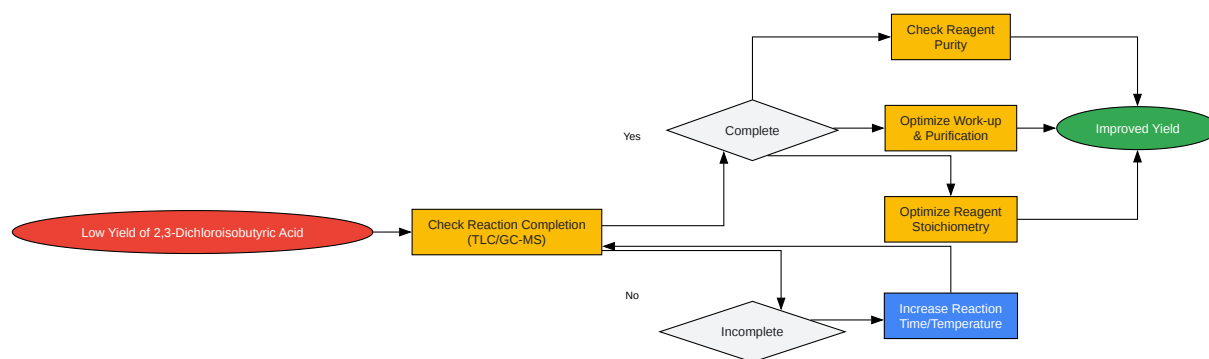 Check Reagent
Purity
Yes
Complete
Optimize Work-up
& Purification
Improved Yield
Low Yield of 2,3-Dichloroisobutyric Acid
Check Reaction Completion
(TLC/GC-MS)
Optimize Reagent
Stoichiometry
No
Incomplete
Increase Reaction
Time/Temperature